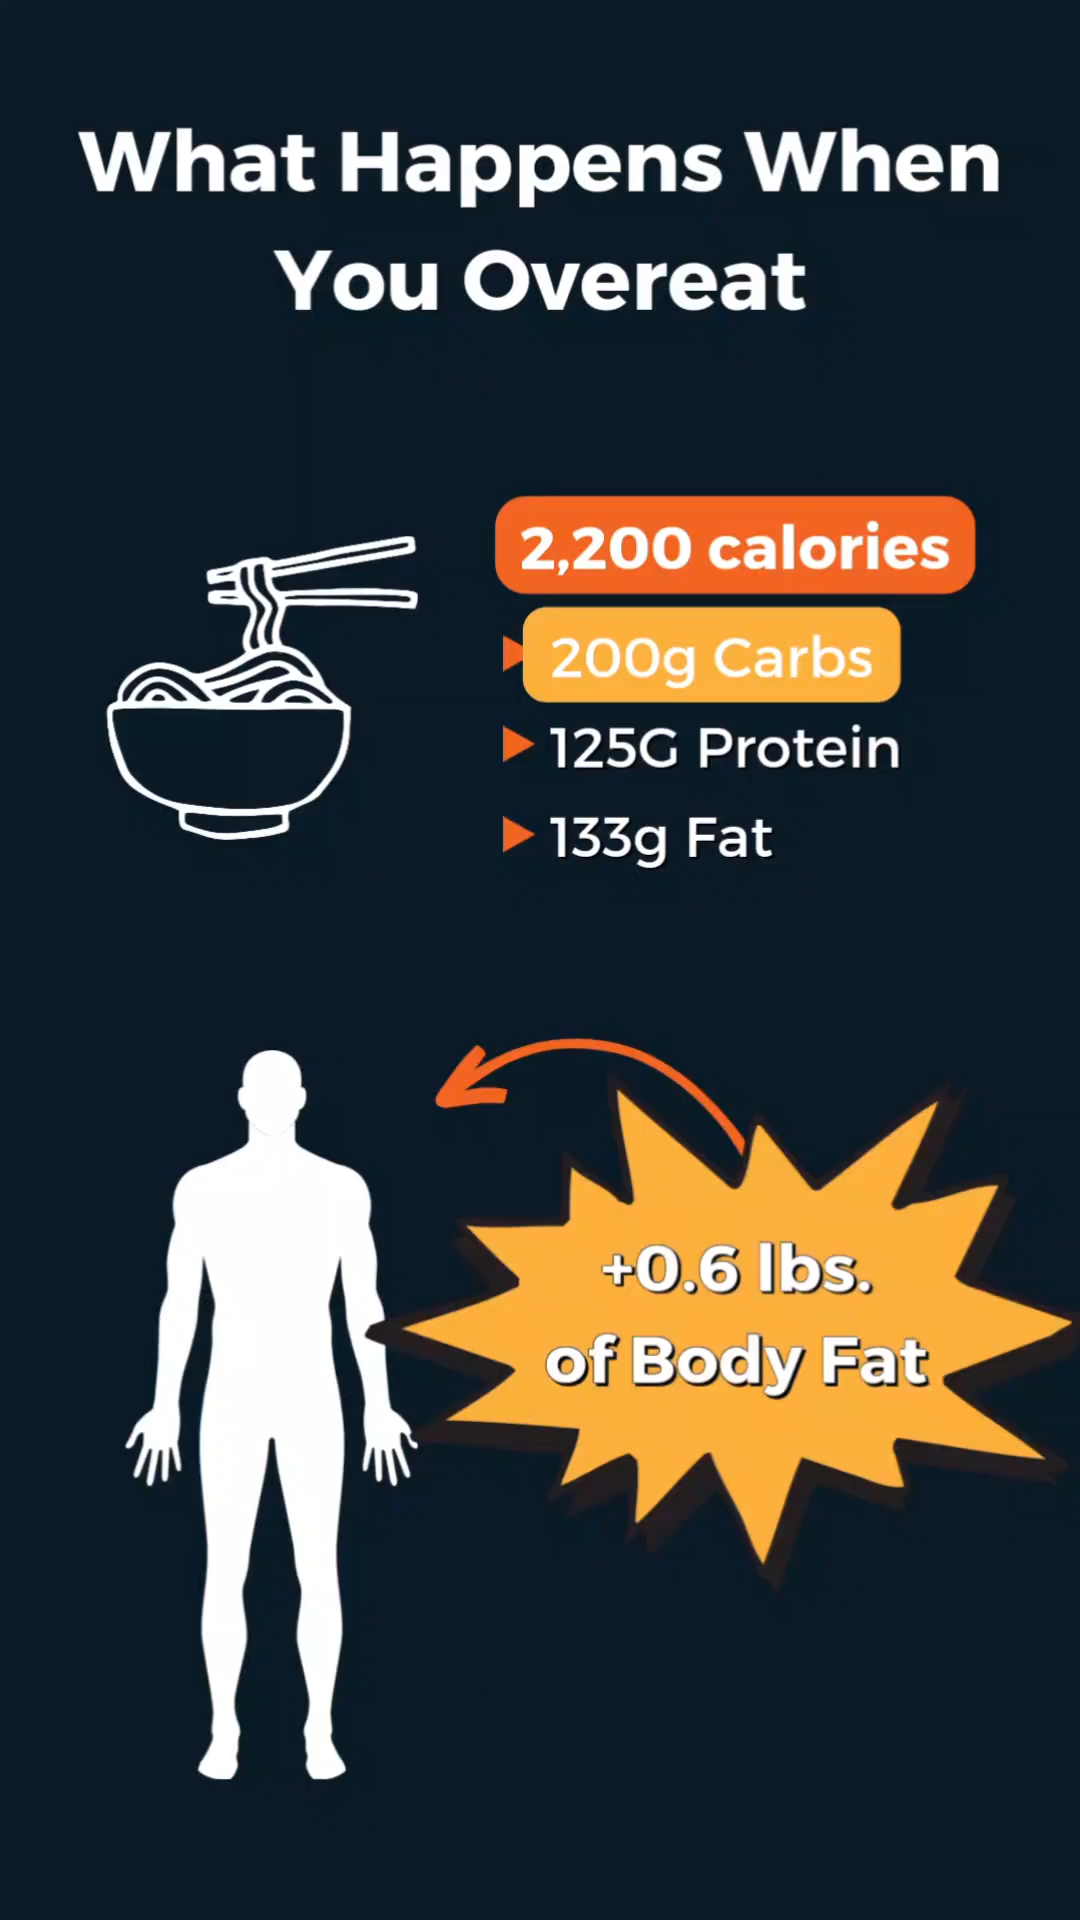 What Happens When
You Overeat
2,200 calories
200g Carbs
125G Protein
133g Fat
+0.6 lbs.
of Body Fat